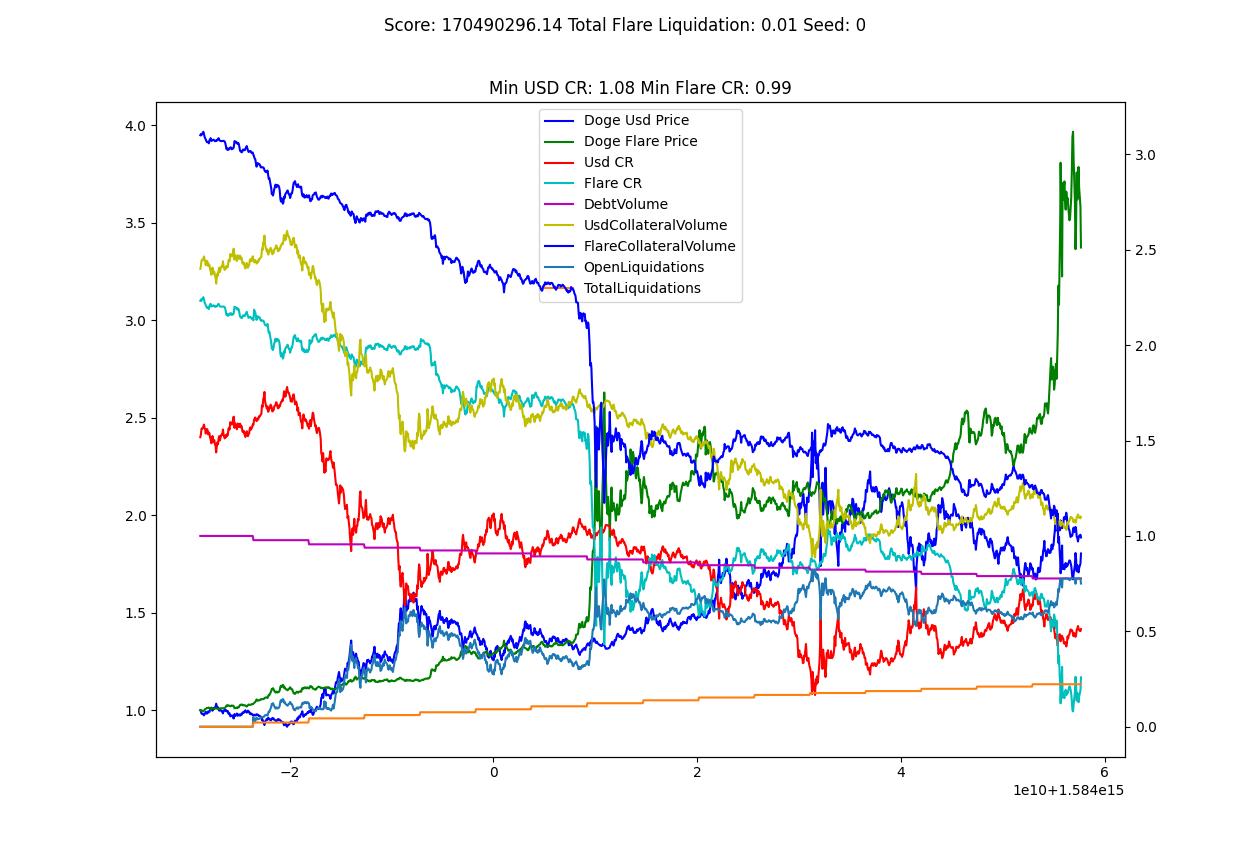 Score: 170490296.14 Total Flare Liquidation: 0.01 Seed: 0
Min USD CR: 1.08 Min Flare CR: 0.99
Doge Usd Price
Doge Flare Price
Usd CR
Flare CR
DebtVolume
UsdCollateralVolume
FlareCollateralVolume
OpenLiquidations
TotalLiquidations
4.0
3.5
3.0
2.5
2.0
1.5
1.0
3.0
2.5
2.0
1.5
1.0
0.5
0.0
−2 0 2 4 6
1e10+1.584e15